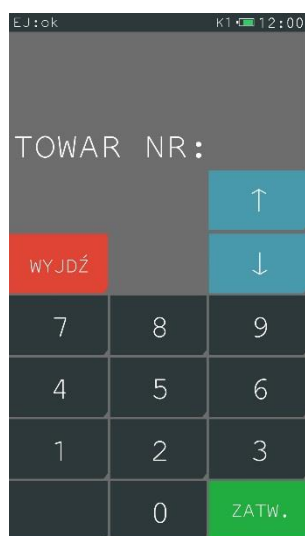 EJ:ok K1 12:00
TOWAR NR:
↑
WYJDŹ ↓
7 8 9
4 5 6
1 2 3
0 ZATW.